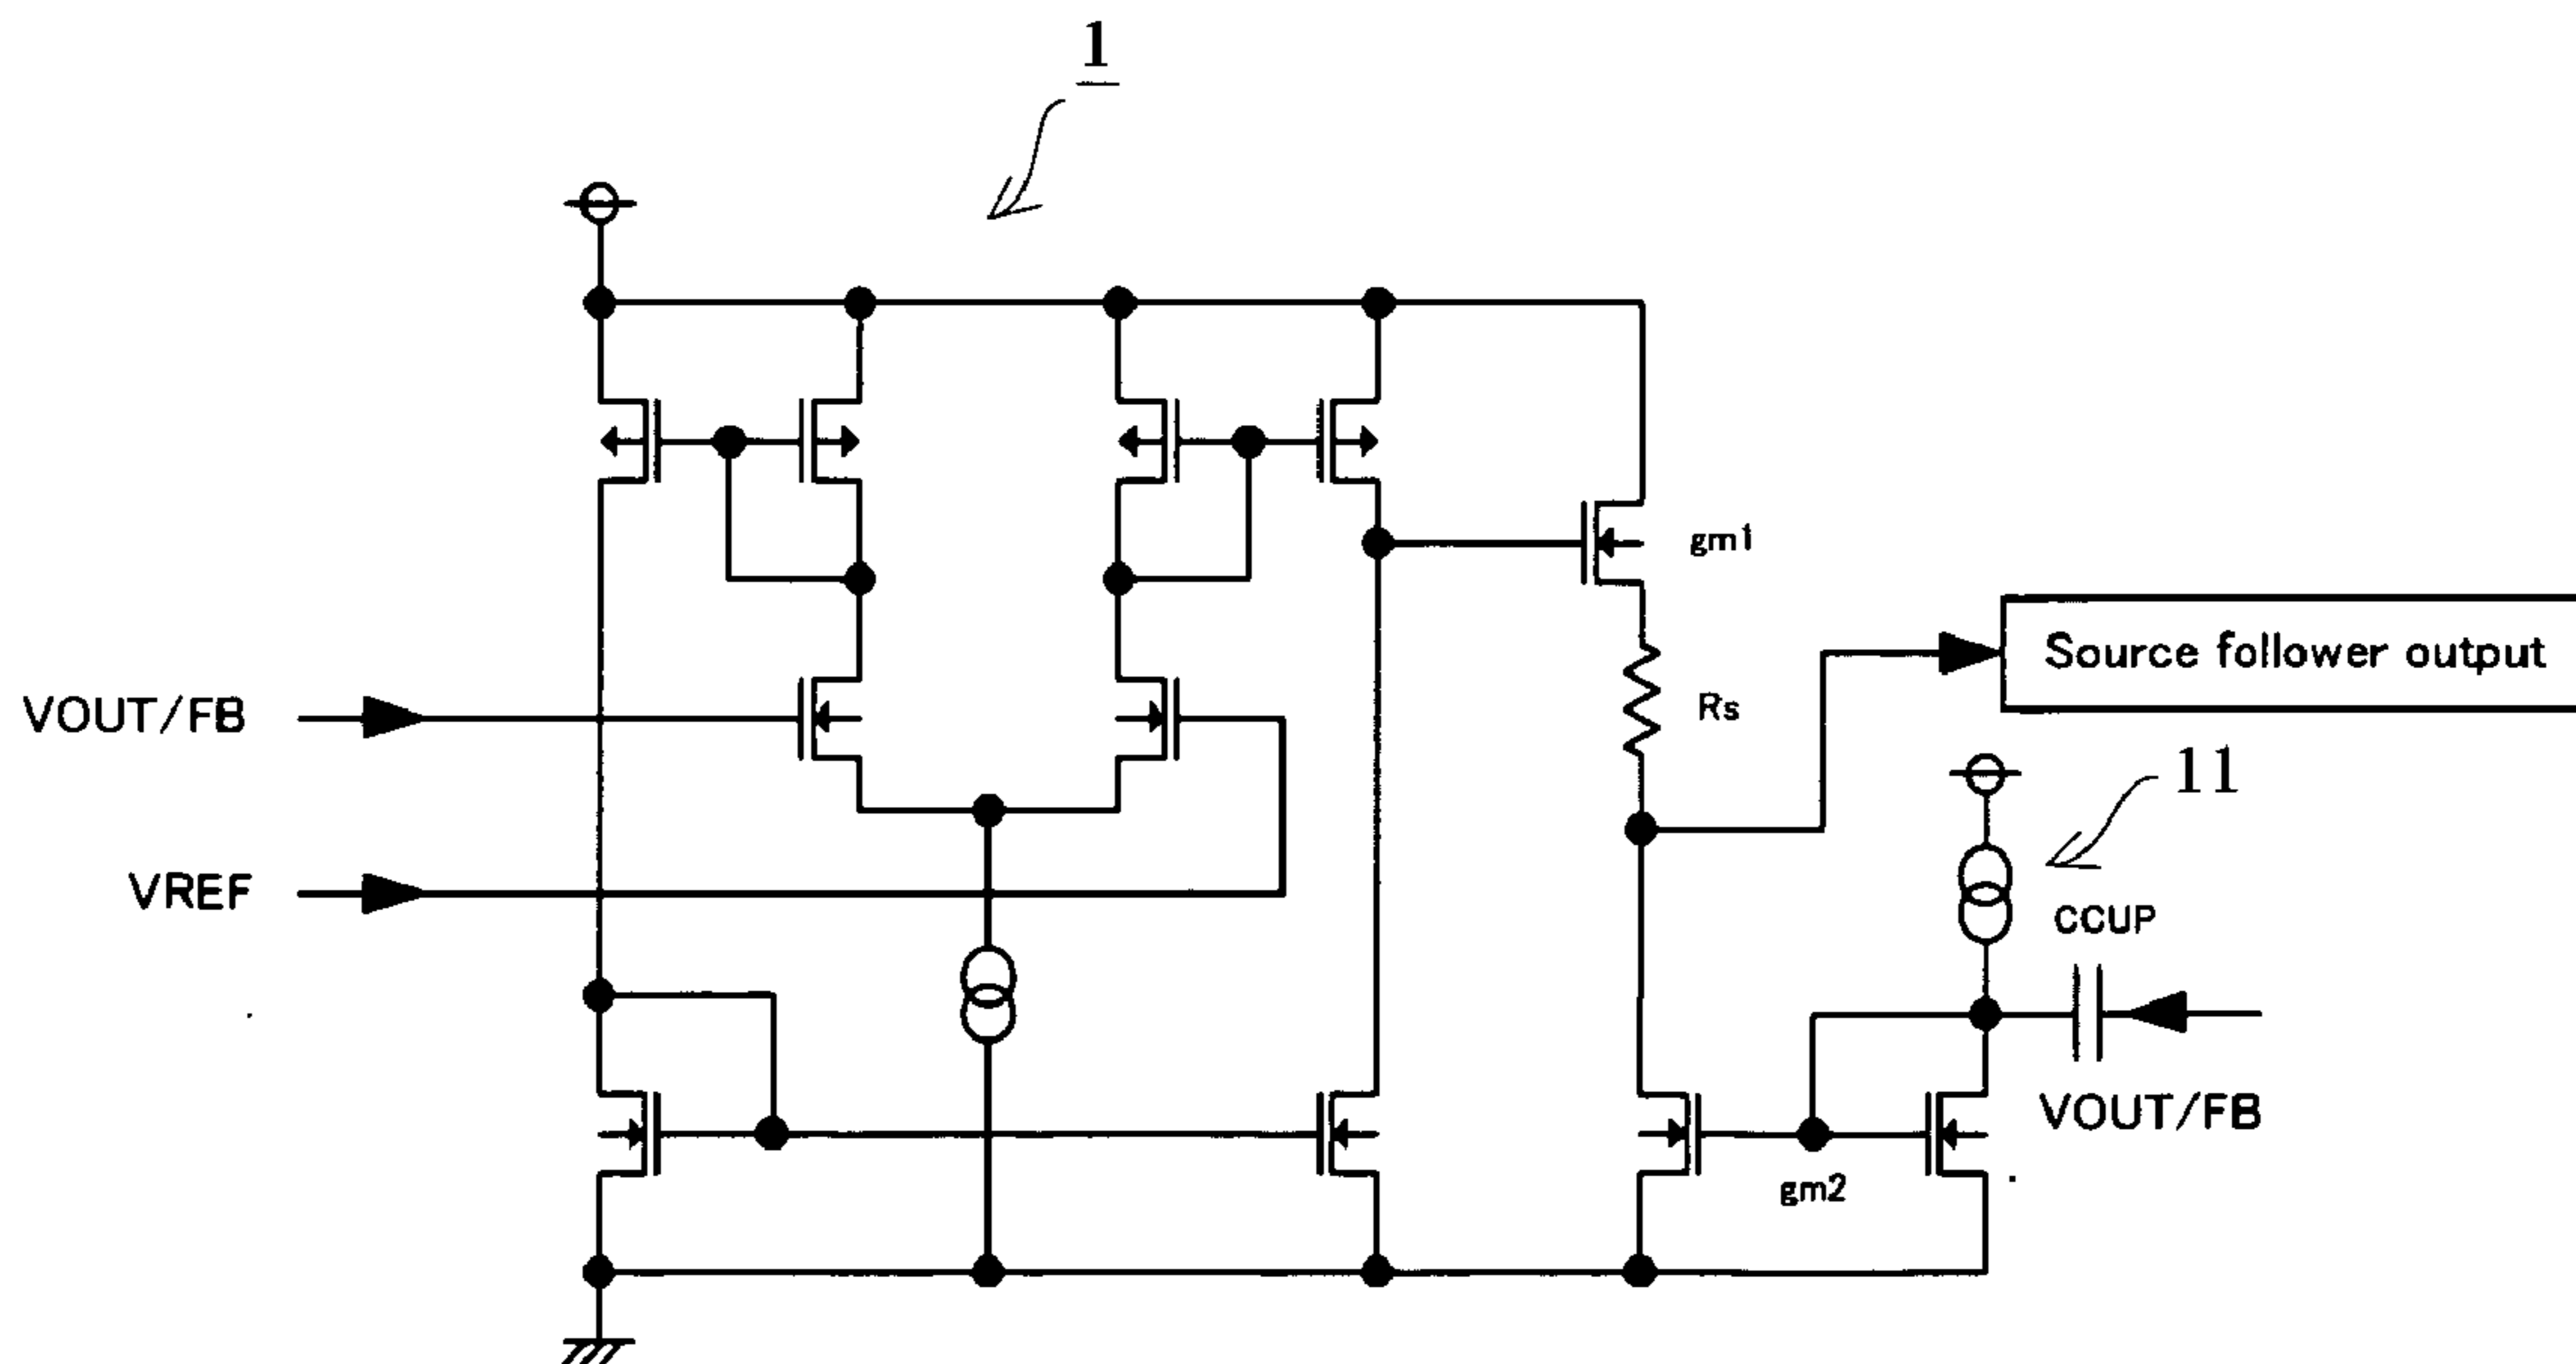 1
gm1
Source follower output
Rs
VOUT/FB
11
VREF
CCUP
VOUT/FB
gm2